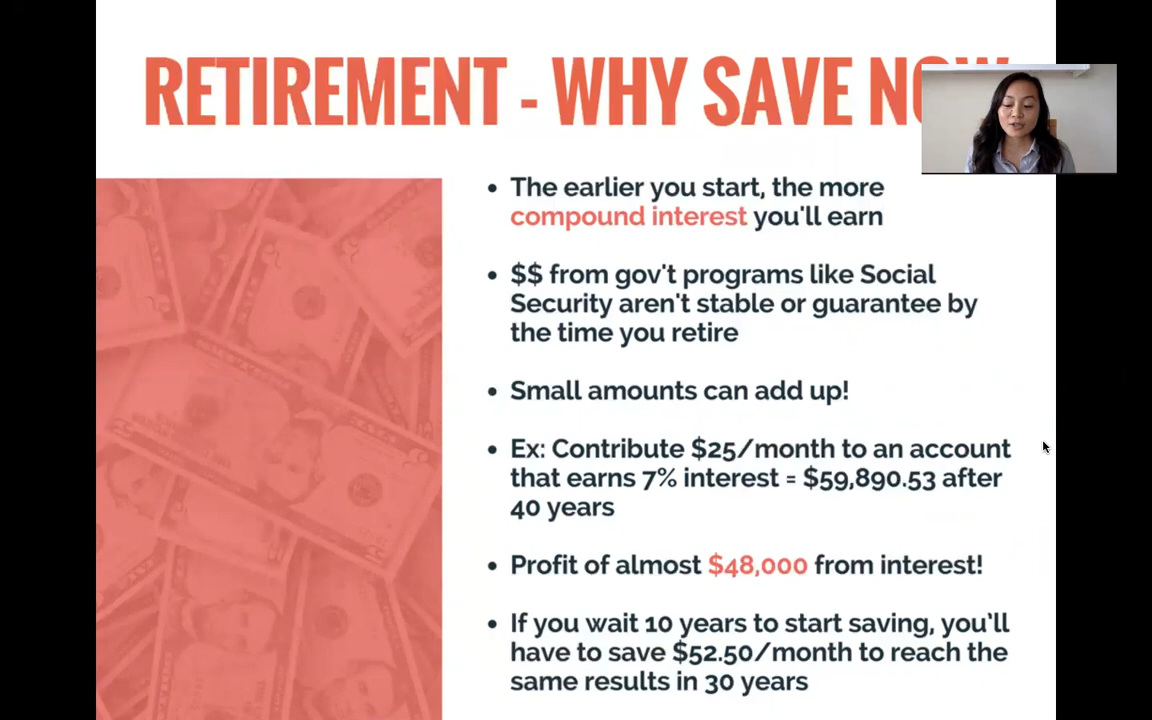 RETIREMENT - WHY SAVE NOW
• The earlier you start, the more
compound interest you'll earn
• $$ from gov't programs like Social
Security aren't stable or guarantee by
the time you retire
• Small amounts can add up!
• Ex: Contribute $25/month to an account
that earns 7% interest = $59,890.53 after
40 years
• Profit of almost $48,000 from interest!
• If you wait 10 years to start saving, you’ll
have to save $52.50/month to reach the
same results in 30 years